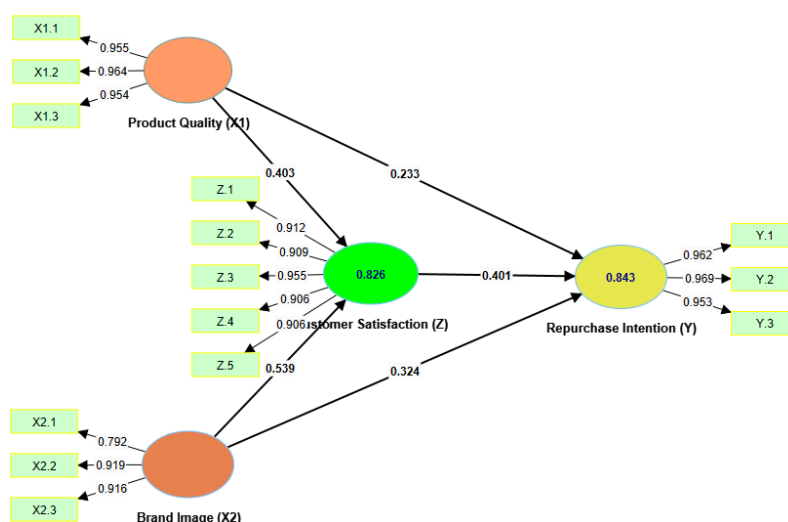 X1.1
0.955
X1.2
0.964
X1.3
0.954
Product Quality (X1)
0.403
0.233
Z.1
0.912
Z.2
0.909
Z.3
0.955
Z.4
0.906
Z.5
0.906
0.826
ustomer Satisfaction (Z)
0.401
0.843
Repurchase Intention (Y)
0.962
Y.1
0.969
Y.2
0.953
Y.3
0.539
0.324
X2.1
0.792
X2.2
0.919
X2.3
0.916
Brand Image (X2)